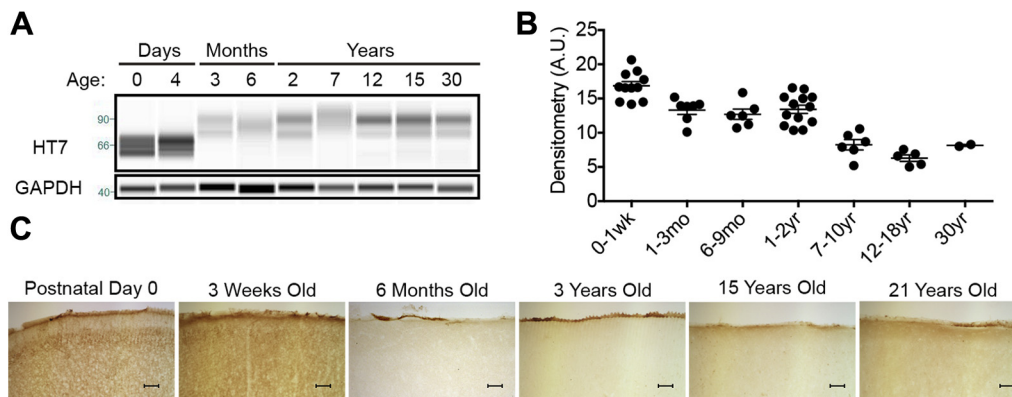 A
Days Months Years
Age: 0 4 3 6 2 7 12 15 30
HT7
90
66
GAPDH
40
B
Densitometry (A.U.)
25
20
15
10
5
0
0-1wk
1-3mo
6-9mo
1-2yr
7-10yr
12-18yr
30yr
C
Postnatal Day 0
3 Weeks Old
6 Months Old
3 Years Old
15 Years Old
21 Years Old